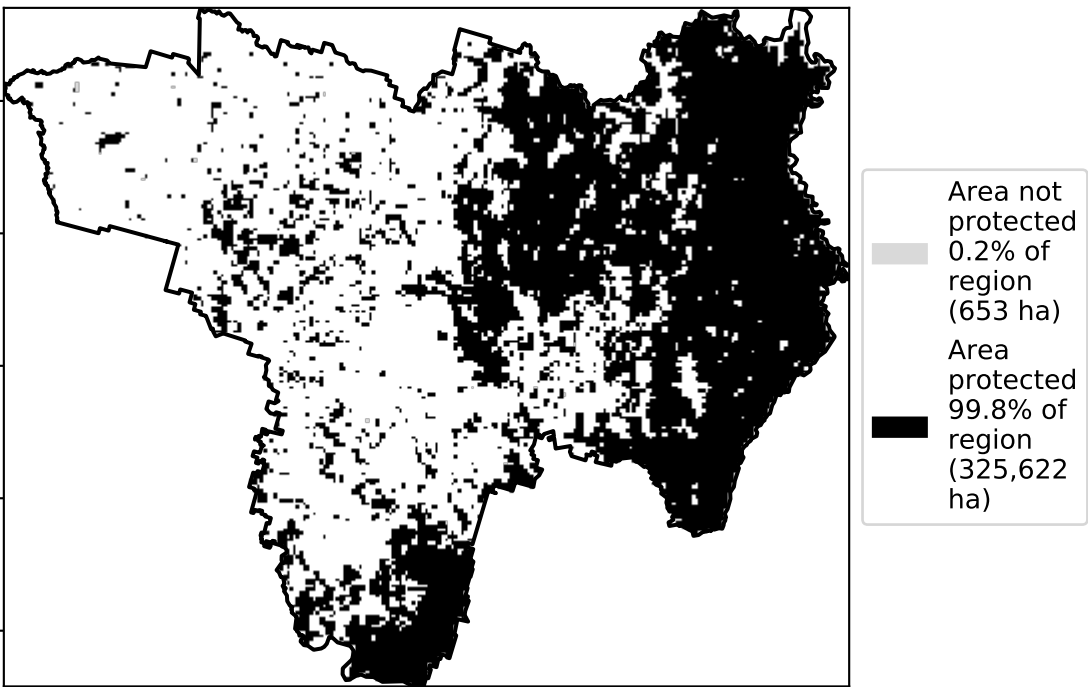 Area not
protected
0.2% of
region
(653 ha)
Area
protected
99.8% of
region
(325,622
ha)